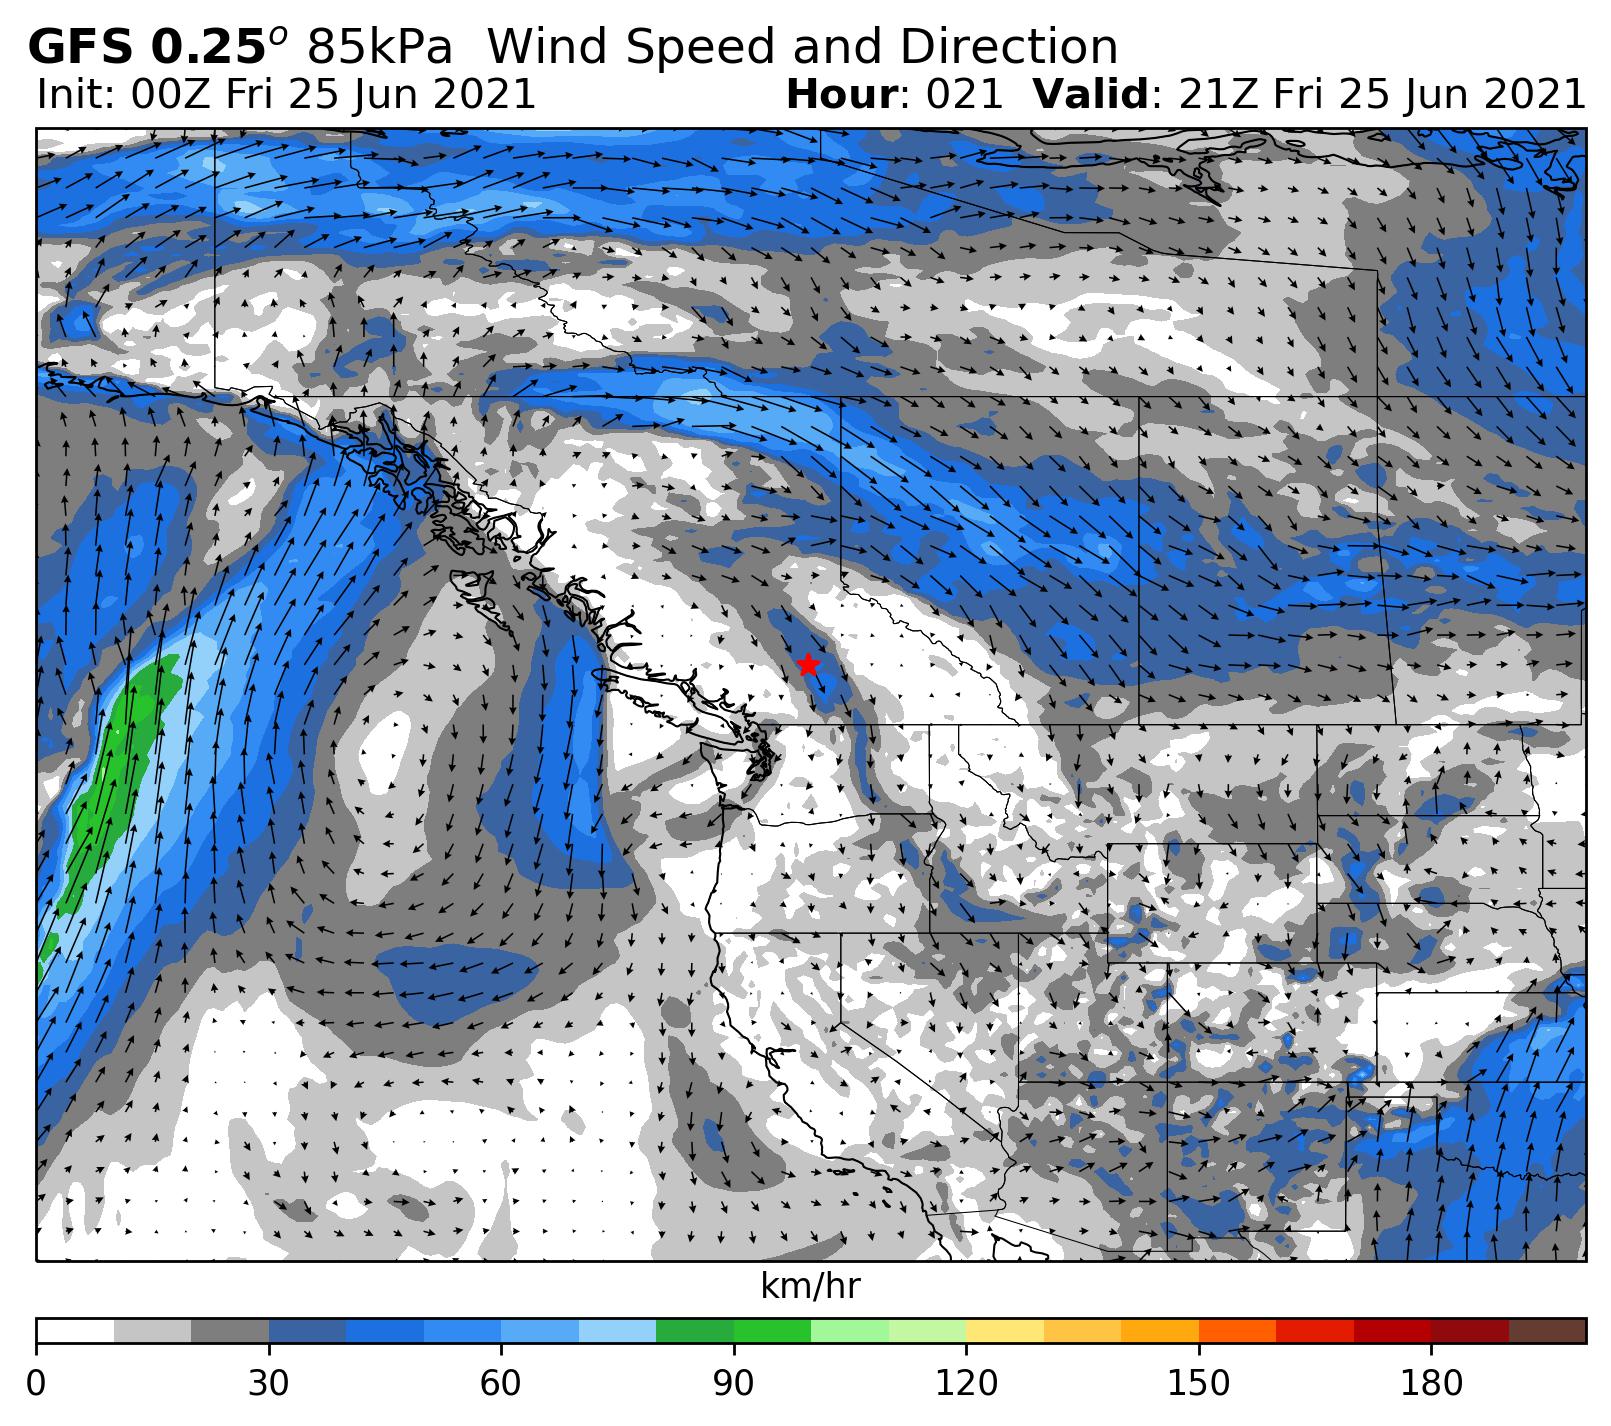 GFS 0.25° 85kPa Wind Speed and Direction
Init: 00Z Fri 25 Jun 2021 Hour: 021 Valid: 21Z Fri 25 Jun 2021
km/hr
0 30 60 90 120 150 180